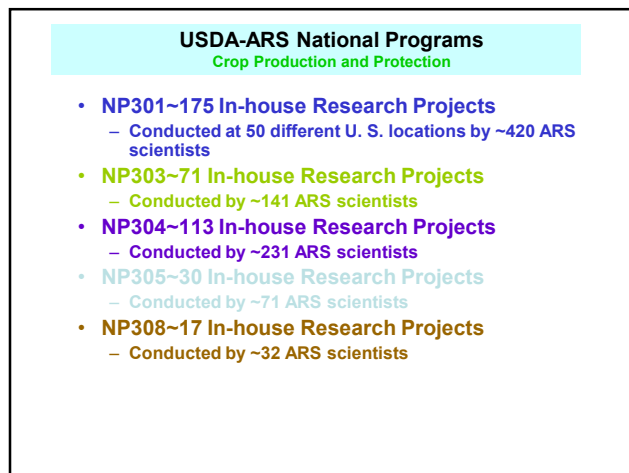 USDA-ARS National Programs
Crop Production and Protection
• NP301~175 In-house Research Projects
– Conducted at 50 different U. S. locations by ~420 ARS
scientists
• NP303~71 In-house Research Projects
– Conducted by ~141 ARS scientists
• NP304~113 In-house Research Projects
– Conducted by ~231 ARS scientists
• NP305~30 In-house Research Projects
– Conducted by ~71 ARS scientists
• NP308~17 In-house Research Projects
– Conducted by ~32 ARS scientists